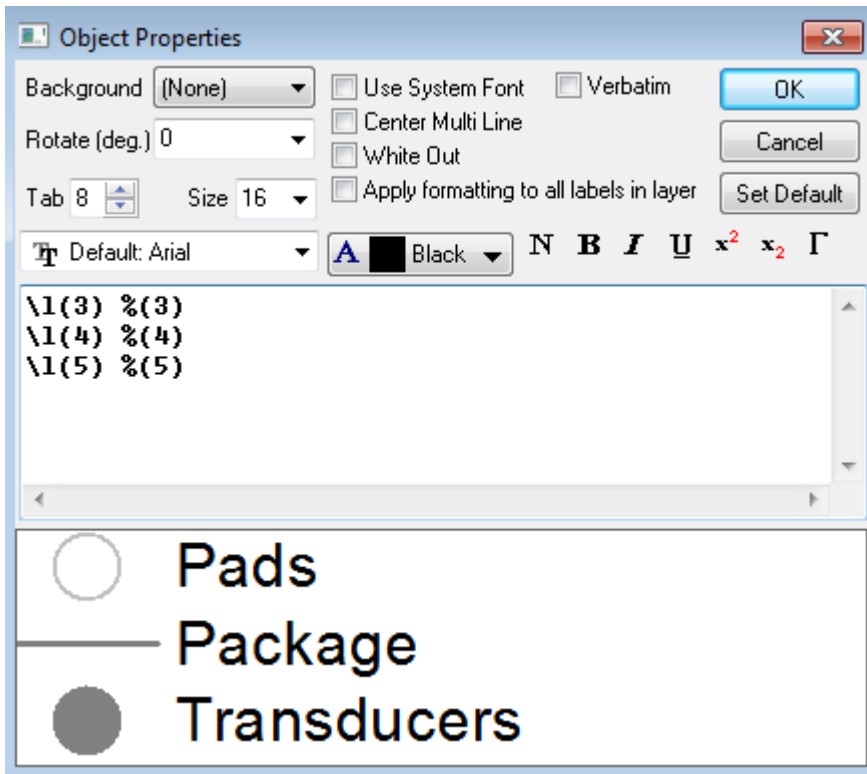 Object Properties
Background (None) Use System Font Verbatim OK
Rotate (deg.) 0 Center Multi Line Cancel
White Out
Tab 8 Size 16 Apply formatting to all labels in layer Set Default
Default: Arial A Black N B I U x² x₂ Γ
\l(3) %(3)
\l(4) %(4)
\l(5) %(5)
Pads
Package
Transducers